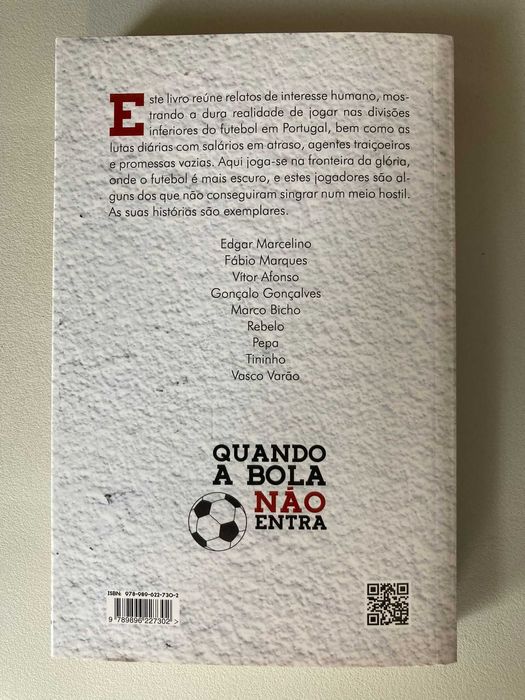 Este livro reúne relatos de interesse humano, mos-
trando a dura realidade de jogar nas divisões
inferiores do futebol em Portugal, bem como as
lutas diárias com salários em atraso, agentes traiçoeiros
e promessas vazias. Aqui joga-se na fronteira da glória,
onde o futebol é mais escuro, e estes jogadores são al-
guns dos que não conseguiram singrar num meio hostil.
As suas histórias são exemplares.
Edgar Marcelino
Fábio Marques
Vítor Afonso
Gonçalo Gonçalves
Marco Bicho
Rebelo
Pepa
Tininho
Vasco Varão
QUANDO
A BOLA
NÃO
ENTRA
ISBN: 978-989-622-730-2
9 789896 227302 >